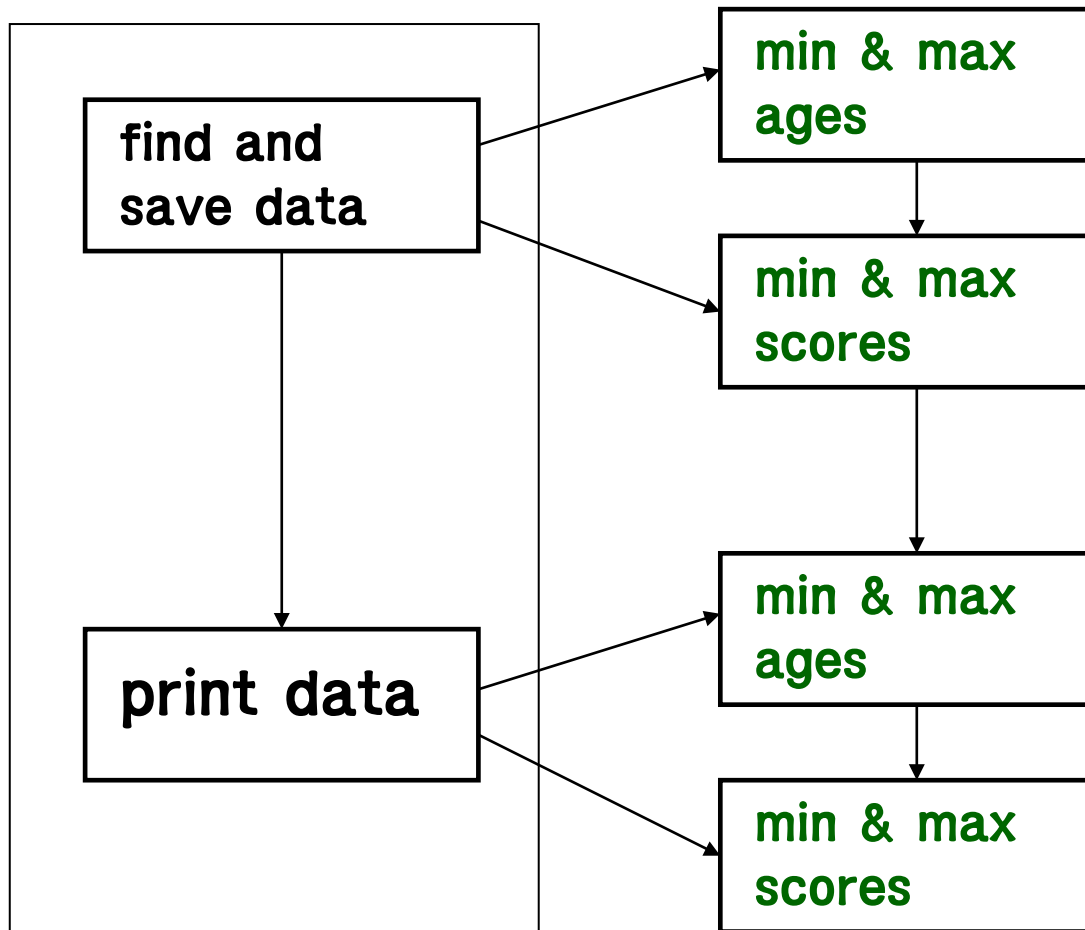 find and
save data
min & max
ages
min & max
scores
print data
min & max
ages
min & max
scores